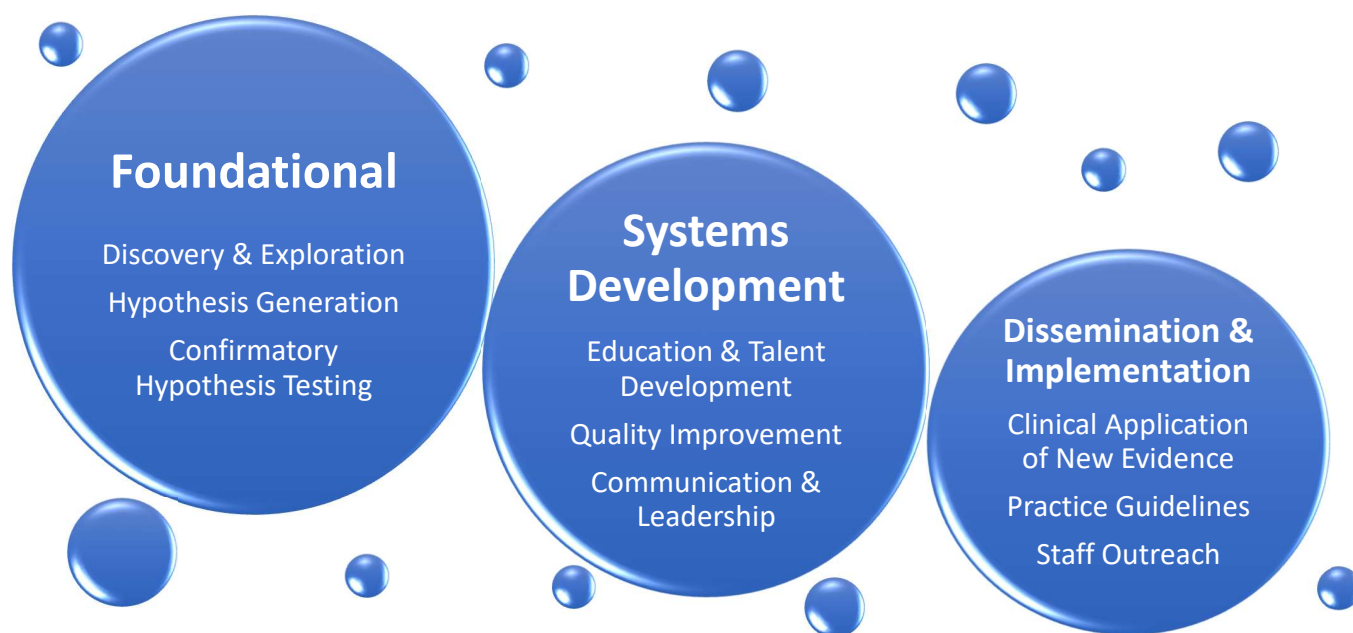 Foundational
Discovery & Exploration
Hypothesis Generation
Confirmatory
Hypothesis Testing
Systems
Development
Education & Talent
Development
Quality Improvement
Communication &
Leadership
Dissemination &
Implementation
Clinical Application
of New Evidence
Practice Guidelines
Staff Outreach